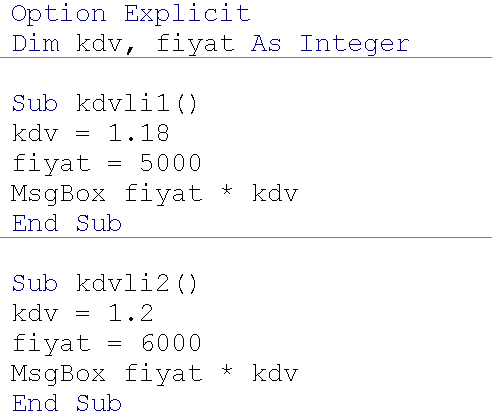 Option Explicit
Dim kdv, fiyat As Integer
Sub kdvli1()
kdv = 1.18
fiyat = 5000
MsgBox fiyat * kdv
End Sub
Sub kdvli2()
kdv = 1.2
fiyat = 6000
MsgBox fiyat * kdv
End Sub